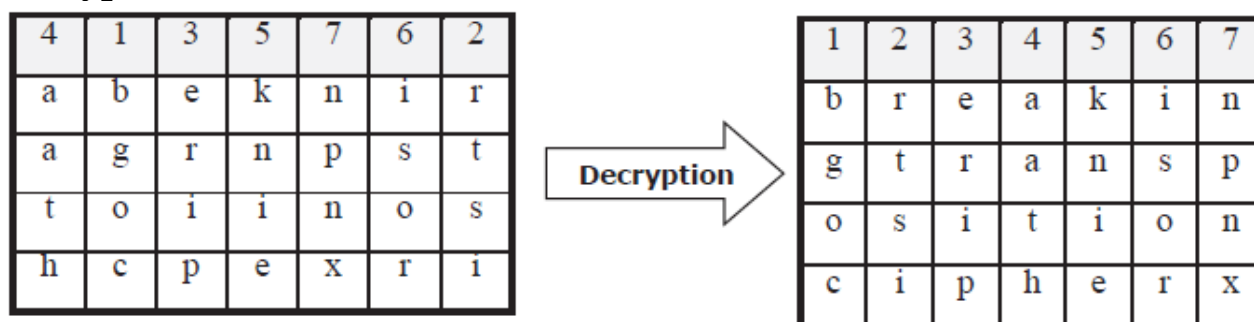 4 1 3 5 7 6 2
a b e k n i r
a g r n p s t
t o i i n o s
h c p e x r i
Decryption
1 2 3 4 5 6 7
b r e a k i n
g t r a n s p
o s i t i o n
c i p h e r x